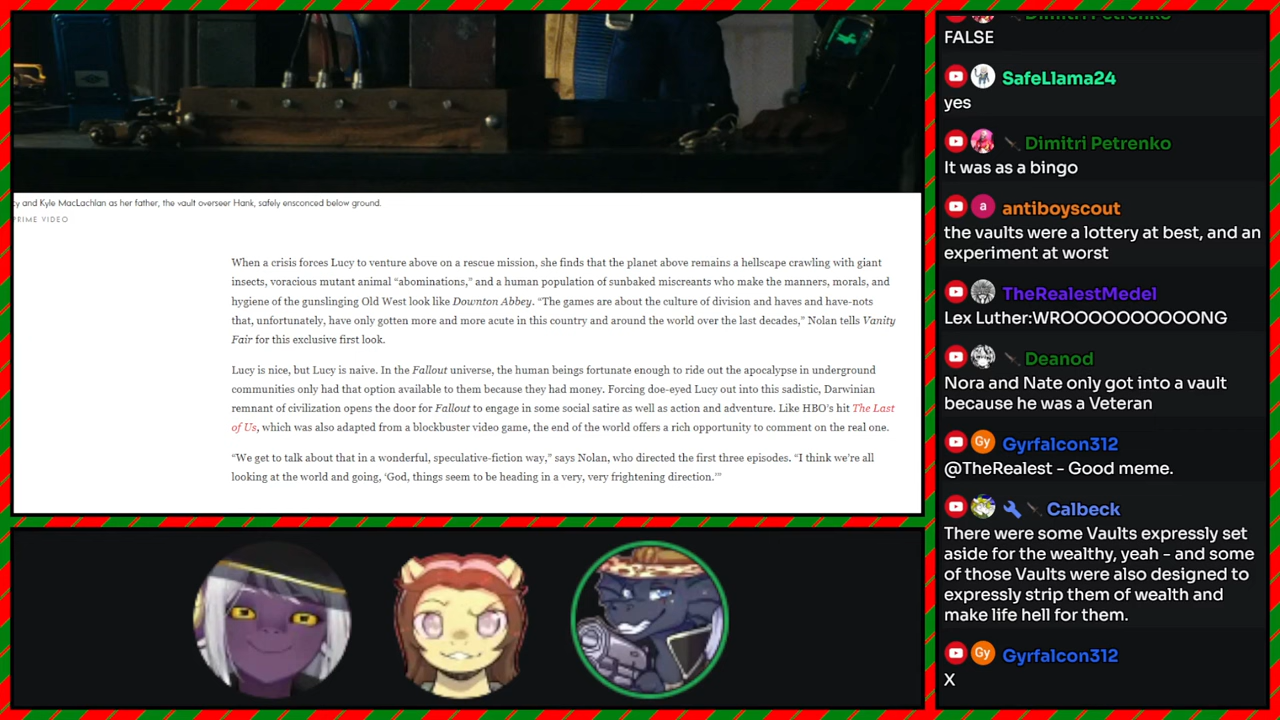 cy and Kyle MacLachlan as her father, the vault overseer Hank, safely ensconced below ground.
PRIME VIDEO
When a crisis forces Lucy to venture above on a rescue mission, she finds that the planet above remains a hellscape crawling with giant
insects, voracious mutant animal “abominations,” and a human population of sunbaked miscreants who make the manners, morals, and
hygiene of the gunslinging Old West look like Downton Abbey. “The games are about the culture of division and haves and have-nots
that, unfortunately, have only gotten more and more acute in this country and around the world over the last decades,” Nolan tells Vanity
Fair for this exclusive first look.
Lucy is nice, but Lucy is naive. In the Fallout universe, the human beings fortunate enough to ride out the apocalypse in underground
communities only had that option available to them because they had money. Forcing doe-eyed Lucy out into this sadistic, Darwinian
remnant of civilization opens the door for Fallout to engage in some social satire as well as action and adventure. Like HBO’s hit The Last
of Us, which was also adapted from a blockbuster video game, the end of the world offers a rich opportunity to comment on the real one.
“We get to talk about that in a wonderful, speculative-fiction way,” says Nolan, who directed the first three episodes. “I think we’re all
looking at the world and going, ‘God, things seem to be heading in a very, very frightening direction.’”
Dimitri Petrenko
FALSE
SafeLlama24
yes
Dimitri Petrenko
It was as a bingo
a
antiboyscout
the vaults were a lottery at best, and an
experiment at worst
TheRealestMedel
Lex Luther:WROOOOOOOOOONG
Deanod
Nora and Nate only got into a vault
because he was a Veteran
Gy
Gyrfalcon312
@TheRealest - Good meme.
Calbeck
There were some Vaults expressly set
aside for the wealthy, yeah - and some
of those Vaults were also designed to
expressly strip them of wealth and
make life hell for them.
Gy
Gyrfalcon312
X